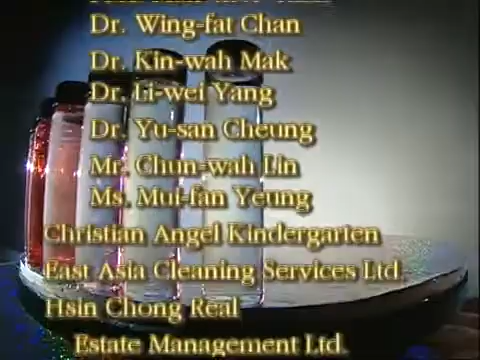 Dr. Wing-fat Chan
Dr. Kin-wah Mak
Dr. Li-wei Yang
Dr. Yu-san Cheung
Mr. Chun-wah Lin
Ms. Mui-fan Yeung
Christian Angel Kindergarten
East Asia Cleaning Services Ltd.
Hsin Chong Real
Estate Management Ltd.